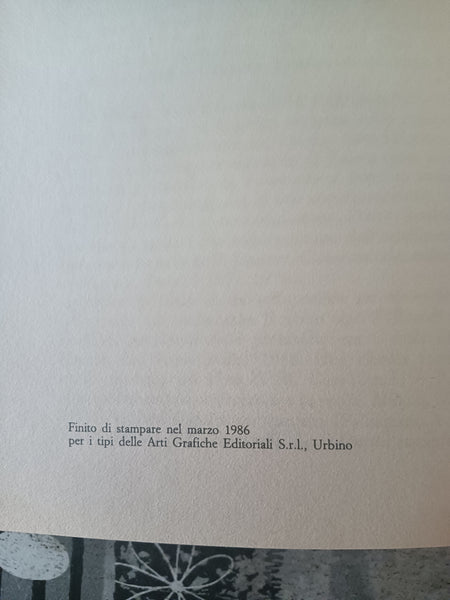 Finito di stampare nel marzo 1986
per i tipi delle Arti Grafiche Editoriali S.r.l., Urbino